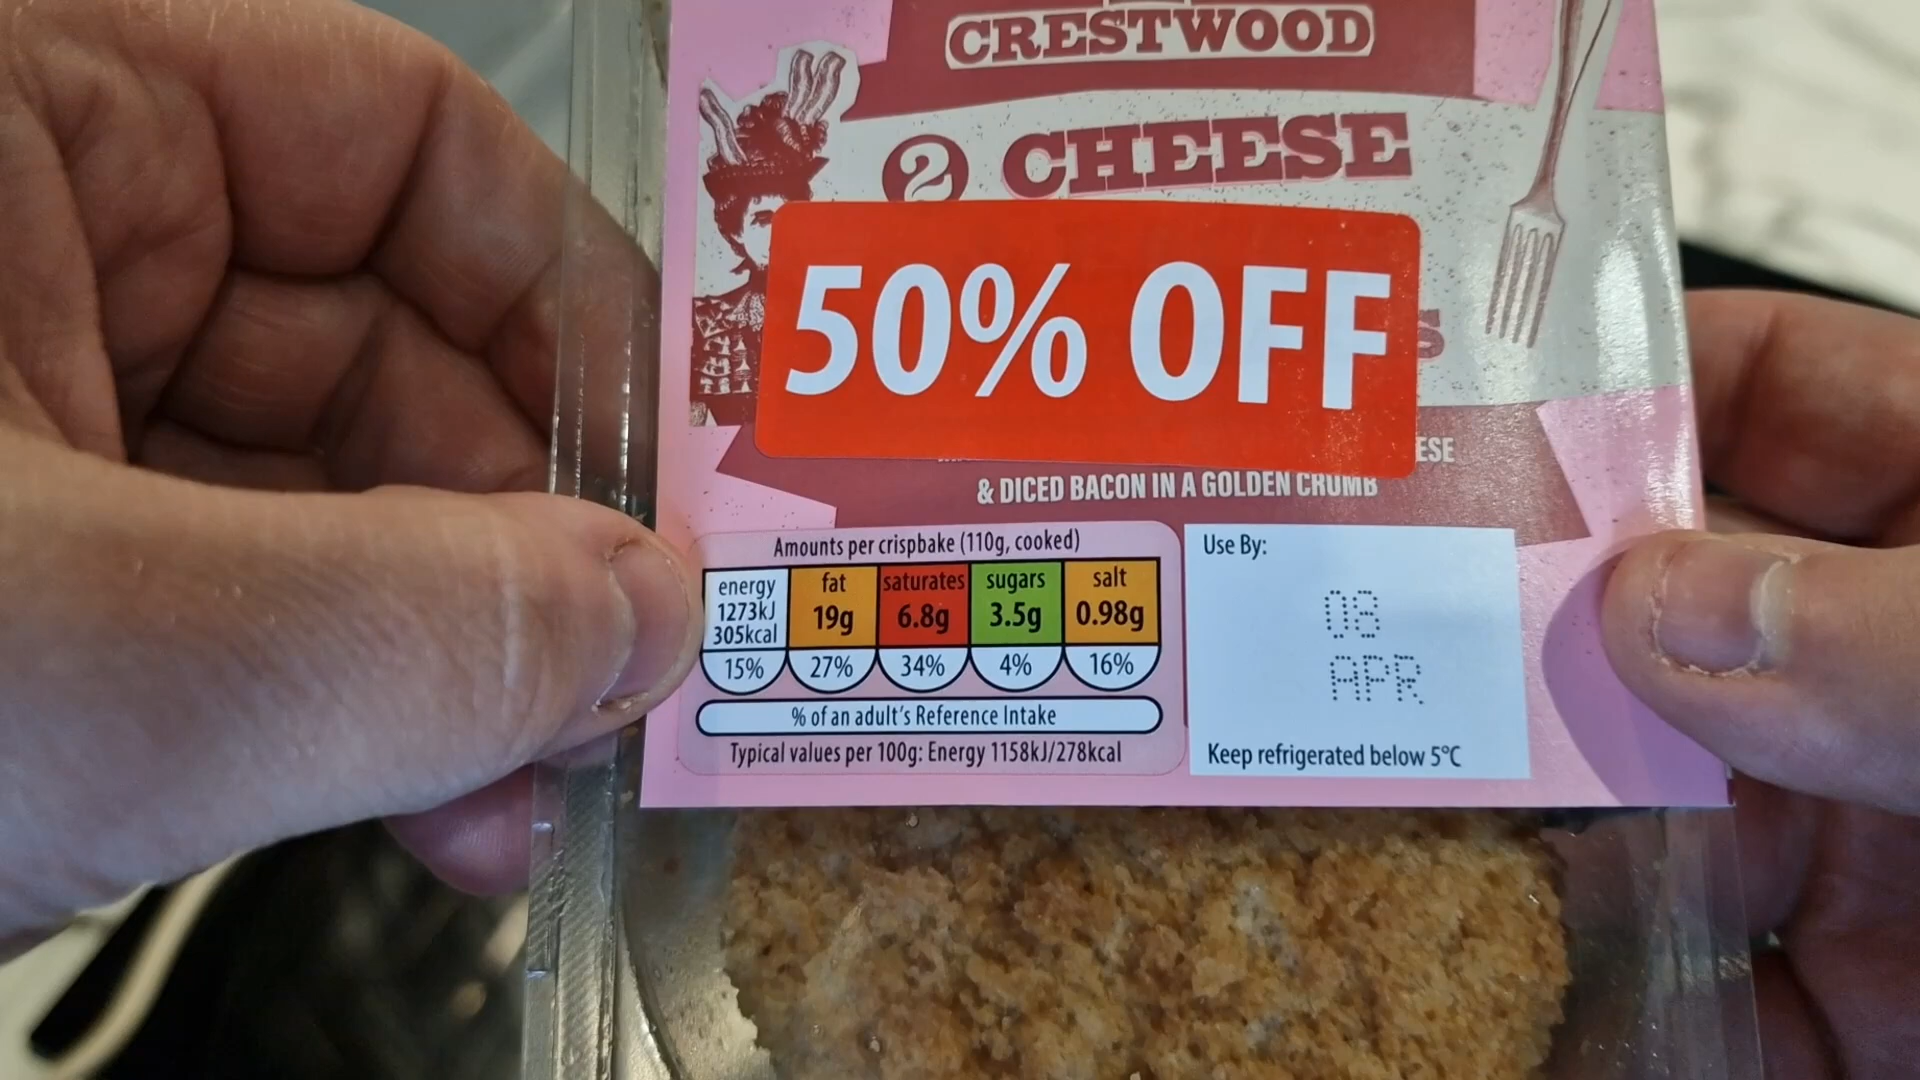 CRESTWOOD
2 CHEESE
50% OFF
& DICED BACON IN A GOLDEN CRUMB
Amounts per crispbake (110g, cooked)
energy 1273kJ 305kcal 15%
fat 19g 27%
saturates 6.8g 34%
sugars 3.5g 4%
salt 0.98g 16%
% of an adult's Reference Intake
Typical values per 100g: Energy 1158kJ/278kcal
Use By:
08
APR
Keep refrigerated below 5°C